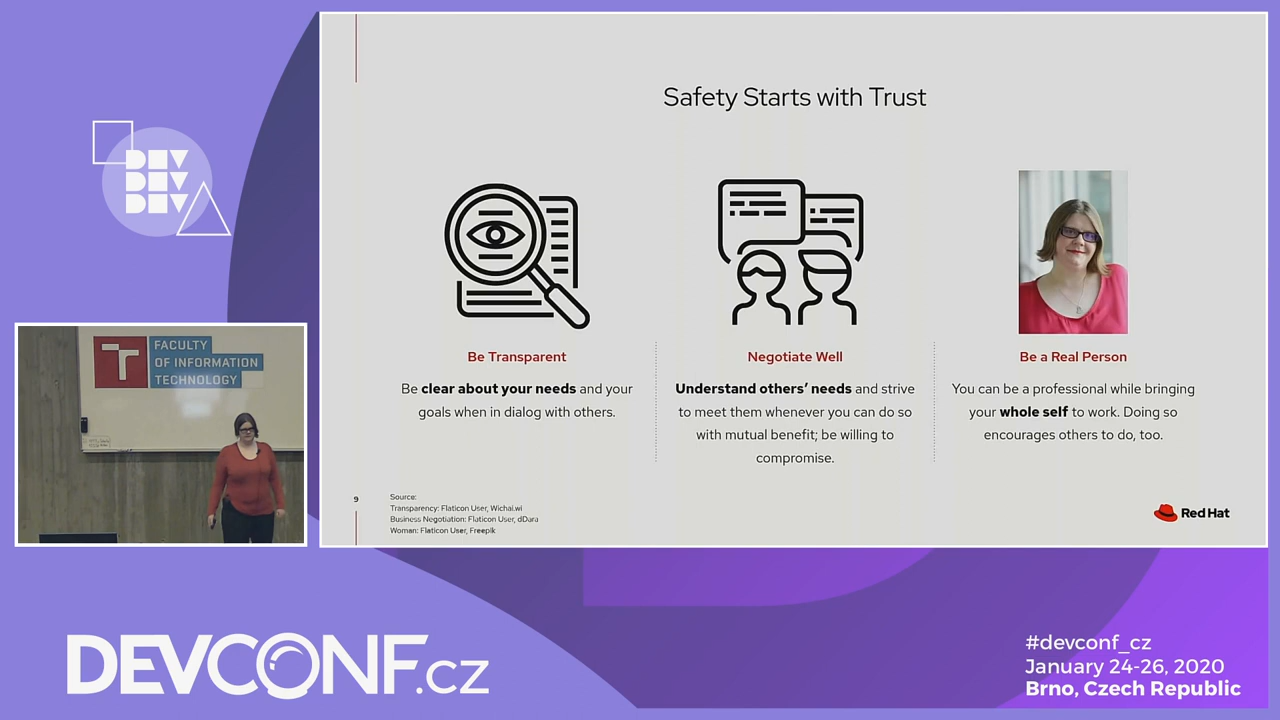 DEV
DEV
DEV
FACULTY
OF INFORMATION
TECHNOLOGY
Safety Starts with Trust
Be Transparent
Be clear about your needs and your
goals when in dialog with others.
Negotiate Well
Understand others’ needs and strive
to meet them whenever you can do so
with mutual benefit; be willing to
compromise.
Be a Real Person
You can be a professional while bringing
your whole self to work. Doing so
encourages others to do, too.
9
Source:
Transparency: Flaticon User, Wichai.wi
Business Negotiation: Flaticon User, dDara
Woman: Flaticon User, Freepik
Red Hat
DEVCONF.cz
#devconf_cz
January 24-26, 2020
Brno, Czech Republic